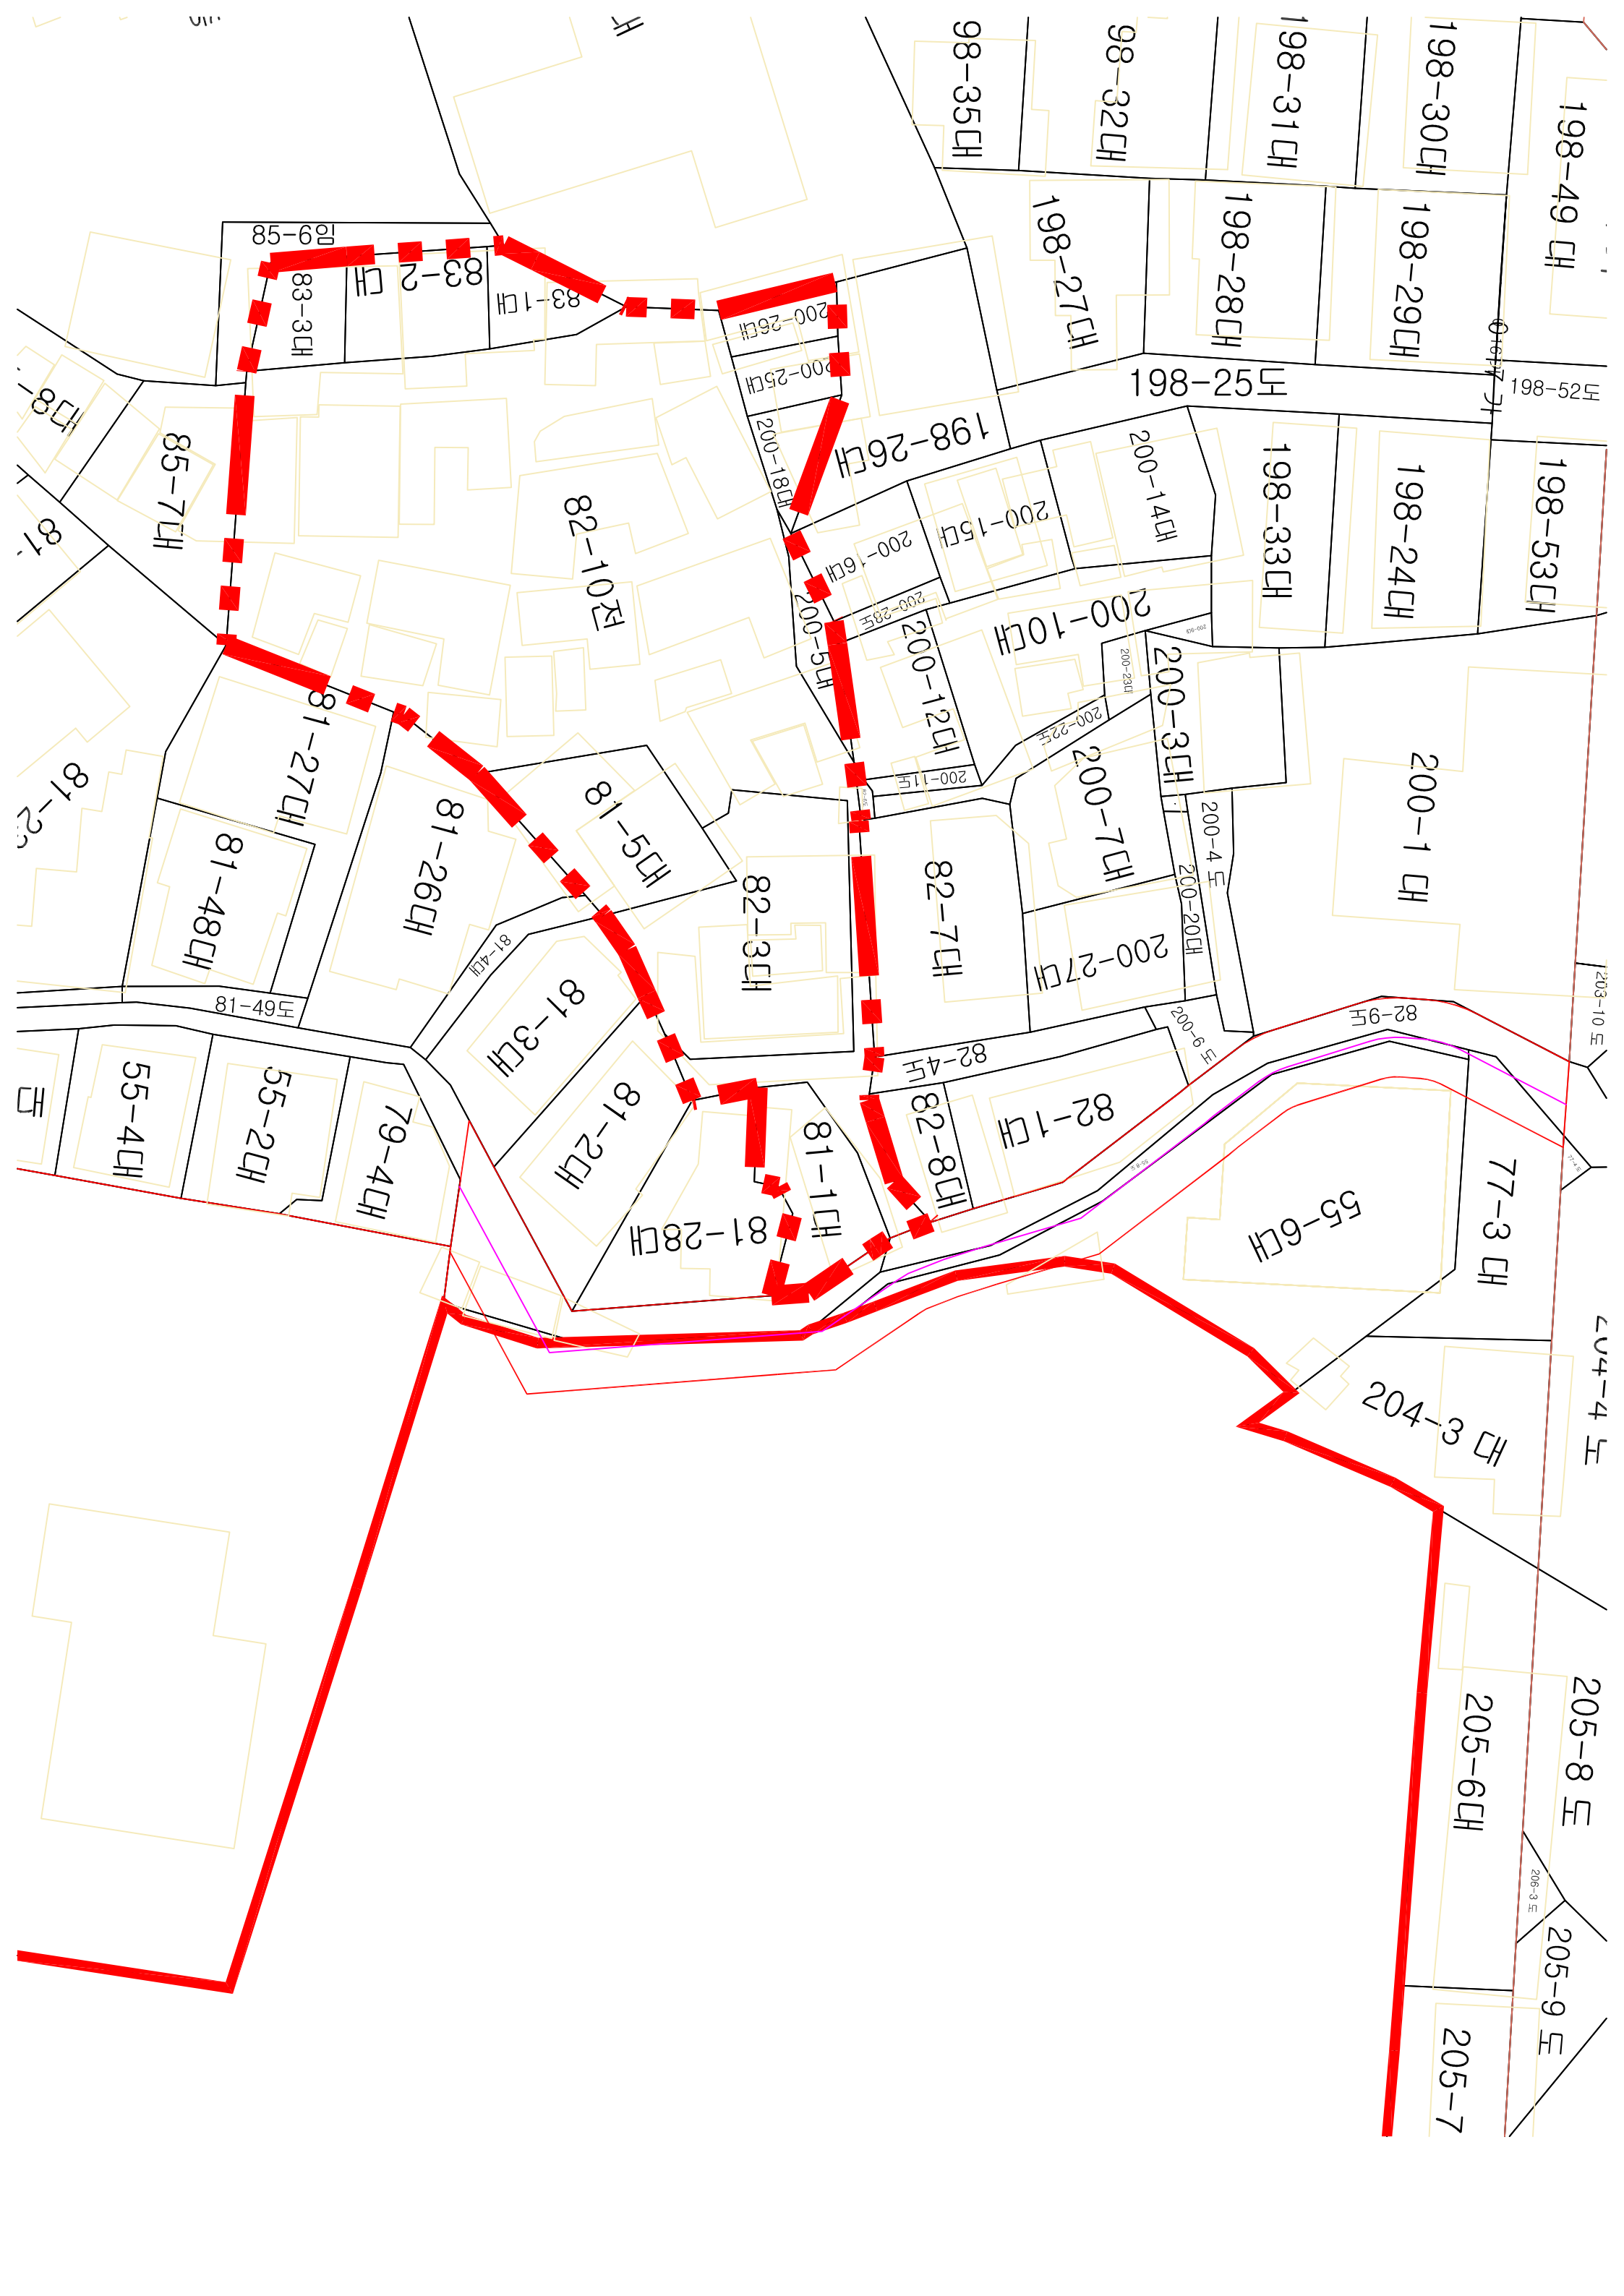 98-35대
98-32대
198-31대
198-30대
198-49 대
85-6임
83-3대
83-2 대
83-1대
200-26대
200-25대
198-27대
198-28대
198-29대
198-25도
198-52도
85-7대
82-10전
200-18대
198-26대
200-14대
200-15대
200-16대
198-33대
198-24대
198-53대
81-
200-28도
200-5대
200-12대
200-10대
200-23대
200-3대
200-22도
200-11도
200-7대
200-1 대
200-4 도
200-20대
200-27대
81-27대
81-5대
81-26대
81-48대
82-3대
82-7대
81-4대
81-49도
81-3대
82-4도
200-6 도
82-9도
203-10 도
55-4대
55-2대
79-4대
81-2대
81-28대
81-1대
82-8대
82-1대
55-6대
77-3 대
204-3 대
204-4 도
205-6대
205-8 도
206-3 도
205-9 도
205-7